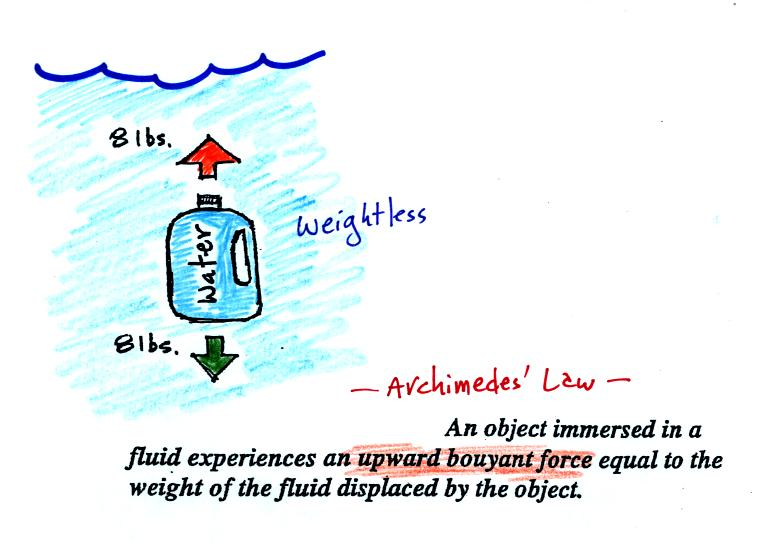 8 lbs.
Water
weightless
8 lbs.
— Archimedes' Law —
An object immersed in a
fluid experiences an upward bouyant force equal to the
weight of the fluid displaced by the object.